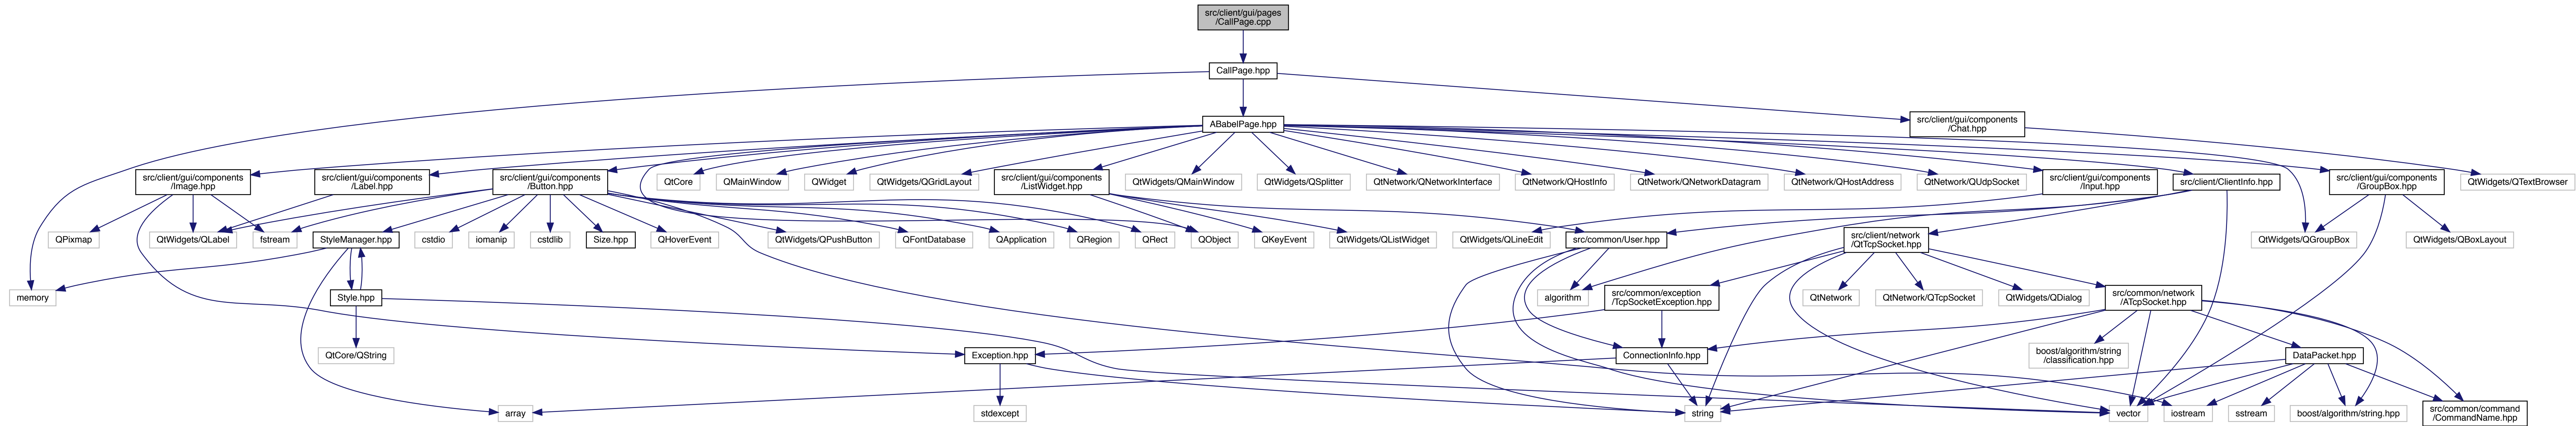 src/client/gui/pages
/CallPage.cpp
CallPage.hpp
src/client/gui/components
/Chat.hpp
ABabelPage.hpp
src/client/gui/components
/Image.hpp
src/client/gui/components
/Label.hpp
src/client/gui/components
/Button.hpp
QtCore
QMainWindow
QWidget
QtWidgets/QGridLayout
src/client/gui/components
/ListWidget.hpp
QtWidgets/QMainWindow
QtWidgets/QSplitter
QtNetwork/QNetworkInterface
QtNetwork/QHostInfo
QtNetwork/QNetworkDatagram
QtNetwork/QHostAddress
QtNetwork/QUdpSocket
src/client/gui/components
/Input.hpp
src/client/ClientInfo.hpp
src/client/gui/components
/GroupBox.hpp
QtWidgets/QTextBrowser
QPixmap
QtWidgets/QLabel
fstream
StyleManager.hpp
cstdio
iomanip
cstdlib
Size.hpp
QHoverEvent
QtWidgets/QPushButton
QFontDatabase
QApplication
QRegion
QRect
QObject
QKeyEvent
QtWidgets/QListWidget
QtWidgets/QLineEdit
src/common/User.hpp
src/client/network
/QtTcpSocket.hpp
QtWidgets/QGroupBox
QtWidgets/QBoxLayout
memory
Style.hpp
algorithm
src/common/exception
/TcpSocketException.hpp
QtNetwork
QtNetwork/QTcpSocket
QtWidgets/QDialog
src/common/network
/ATcpSocket.hpp
QtCore/QString
Exception.hpp
ConnectionInfo.hpp
boost/algorithm/string
/classification.hpp
DataPacket.hpp
array
stdexcept
string
vector
iostream
sstream
boost/algorithm/string.hpp
src/common/command
/CommandName.hpp